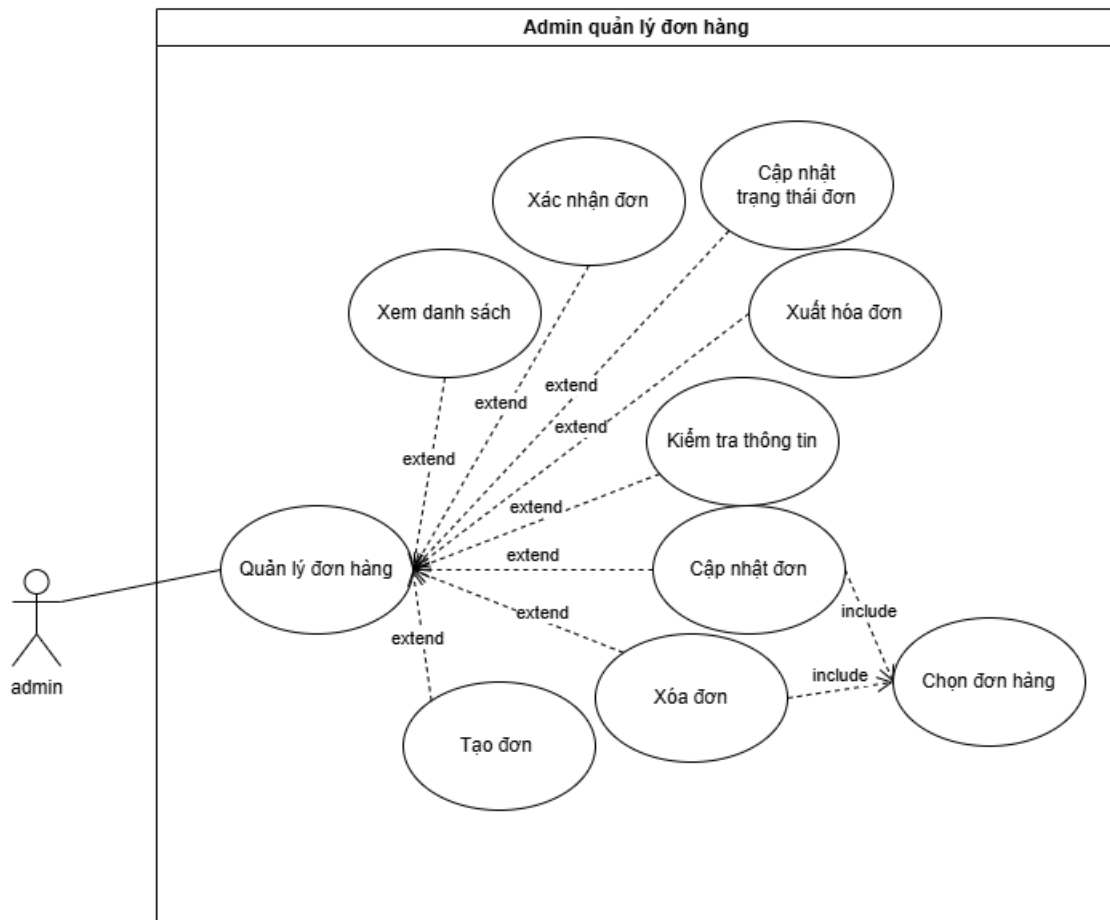 Admin quản lý đơn hàng
Cập nhật
trạng thái đơn
Xác nhận đơn
Xem danh sách
Xuất hóa đơn
extend
extend
extend
Kiểm tra thông tin
extend
extend
Quản lý đơn hàng
extend
Cập nhật đơn
extend
include
extend
admin
include
Chọn đơn hàng
Xóa đơn
Tạo đơn